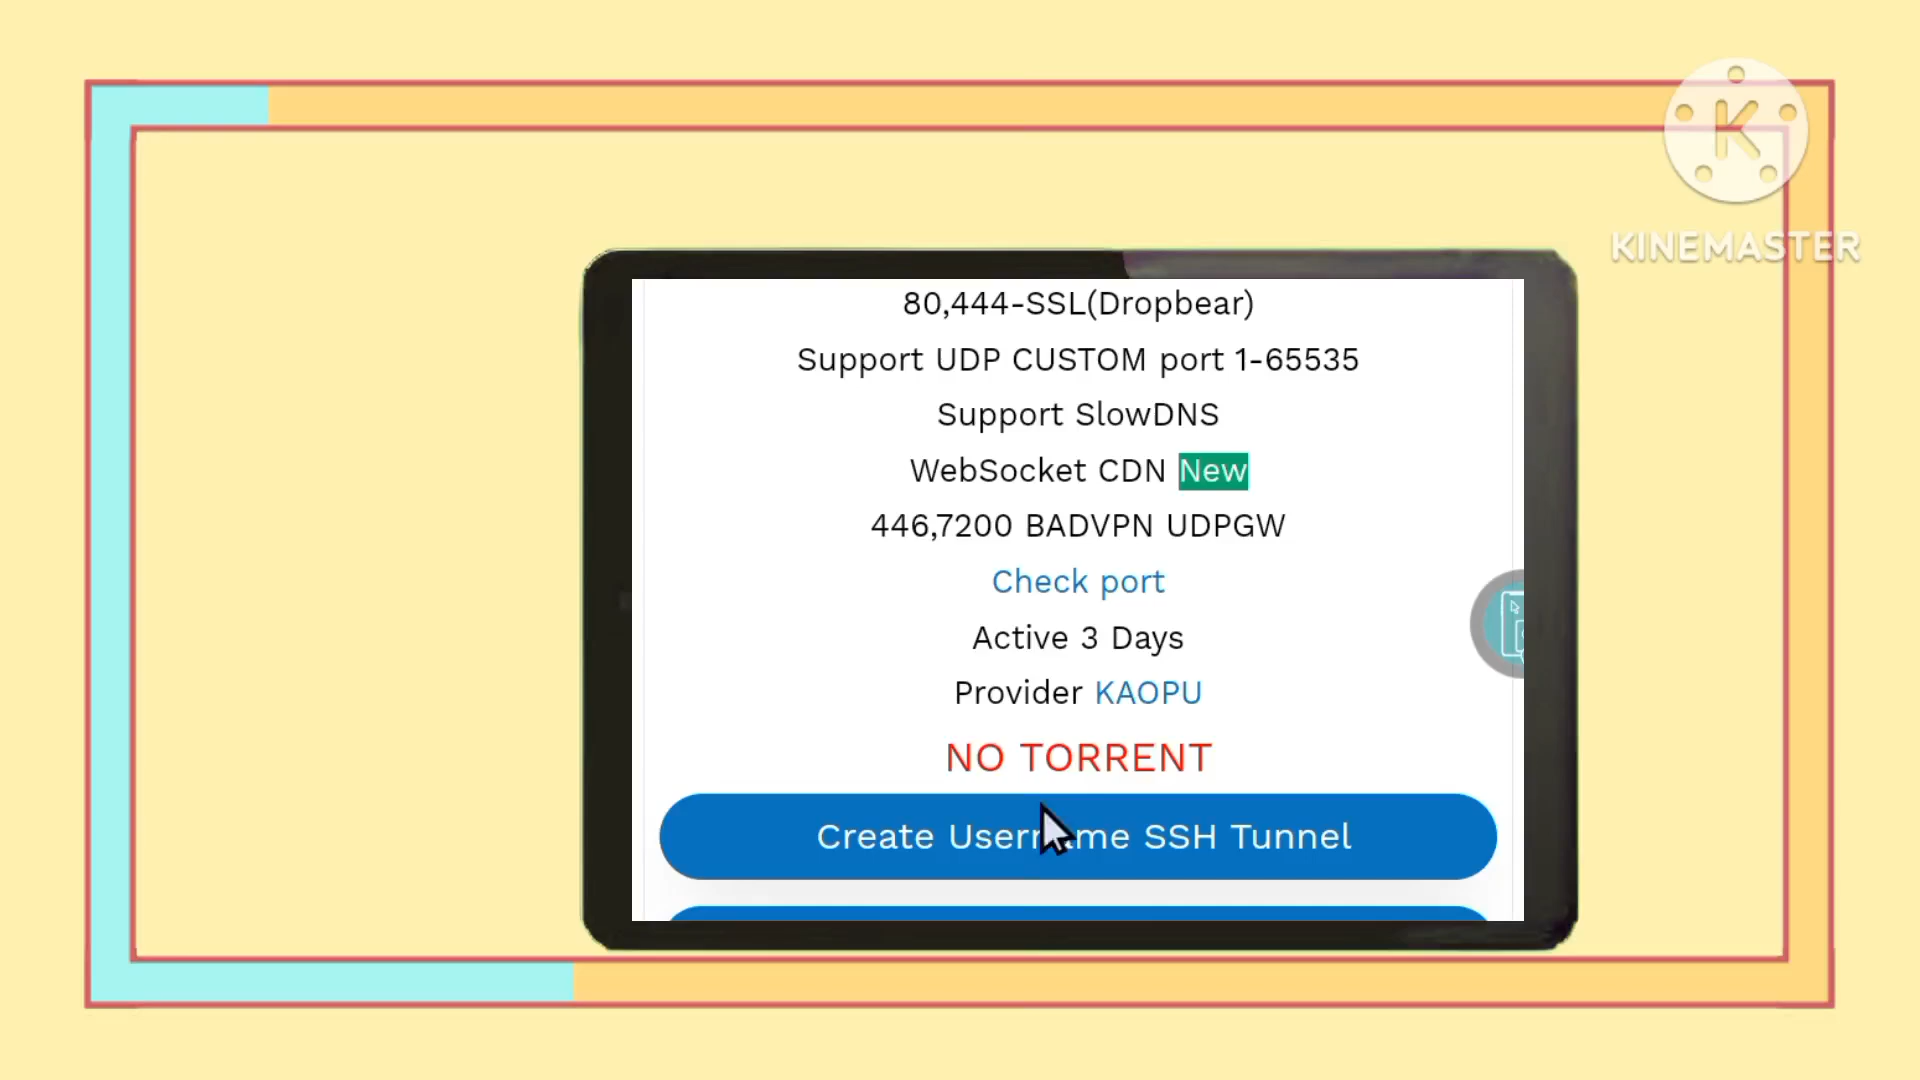 KINEMASTER
80,444-SSL(Dropbear)
Support UDP CUSTOM port 1-65535
Support SlowDNS
WebSocket CDN New
446,7200 BADVPN UDPGW
Check port
Active 3 Days
Provider KAOPU
NO TORRENT
Create Username SSH Tunnel